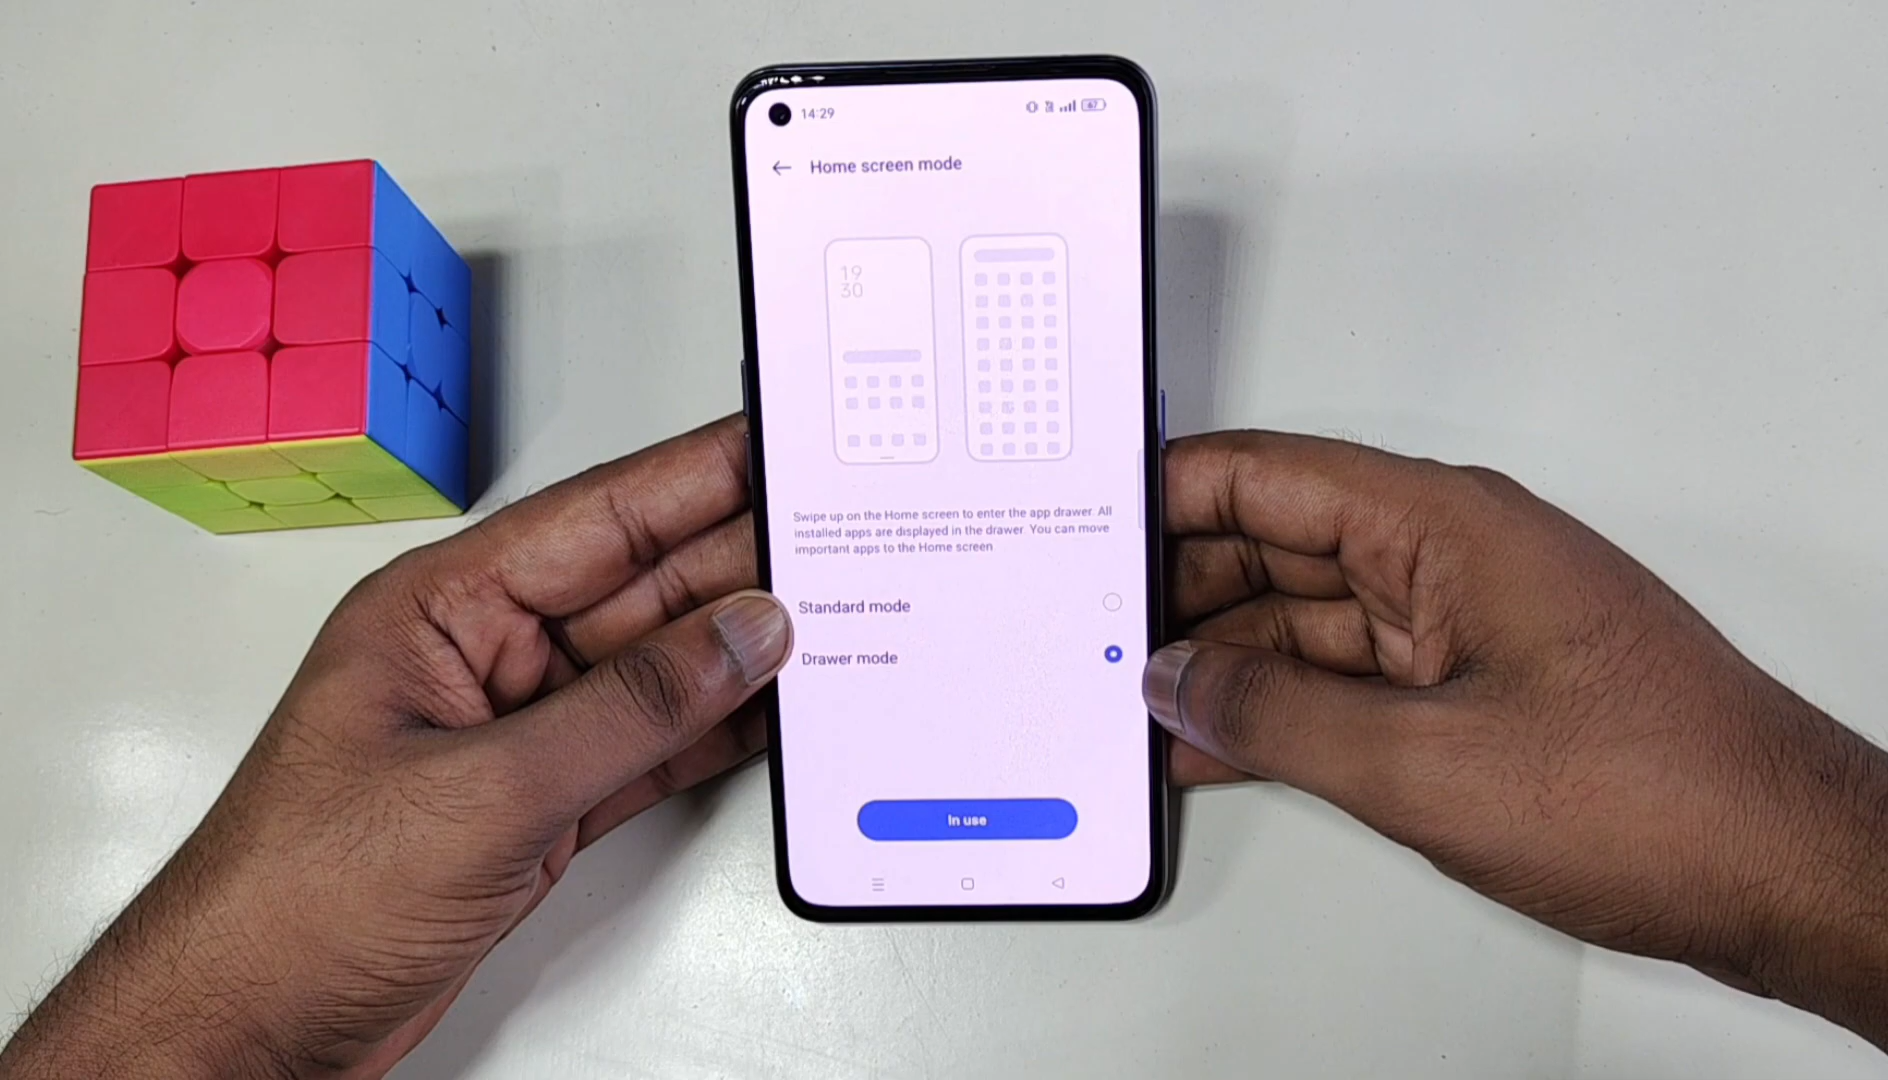 14:29
67
Home screen mode
19
30
Swipe up on the Home screen to enter the app drawer. All
installed apps are displayed in the drawer. You can move
important apps to the Home screen
Standard mode
Drawer mode
In use